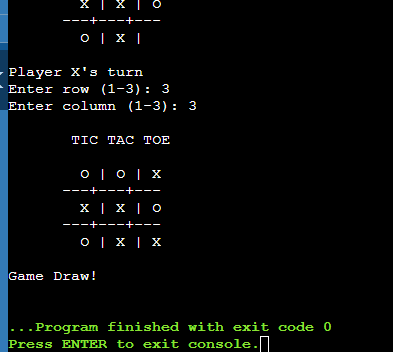 X | X | O
---+---+---
O | X |
Player X's turn
Enter row (1-3): 3
Enter column (1-3): 3
TIC TAC TOE
O | O | X
---+---+---
X | X | O
---+---+---
O | X | X
Game Draw!
...Program finished with exit code 0
Press ENTER to exit console.